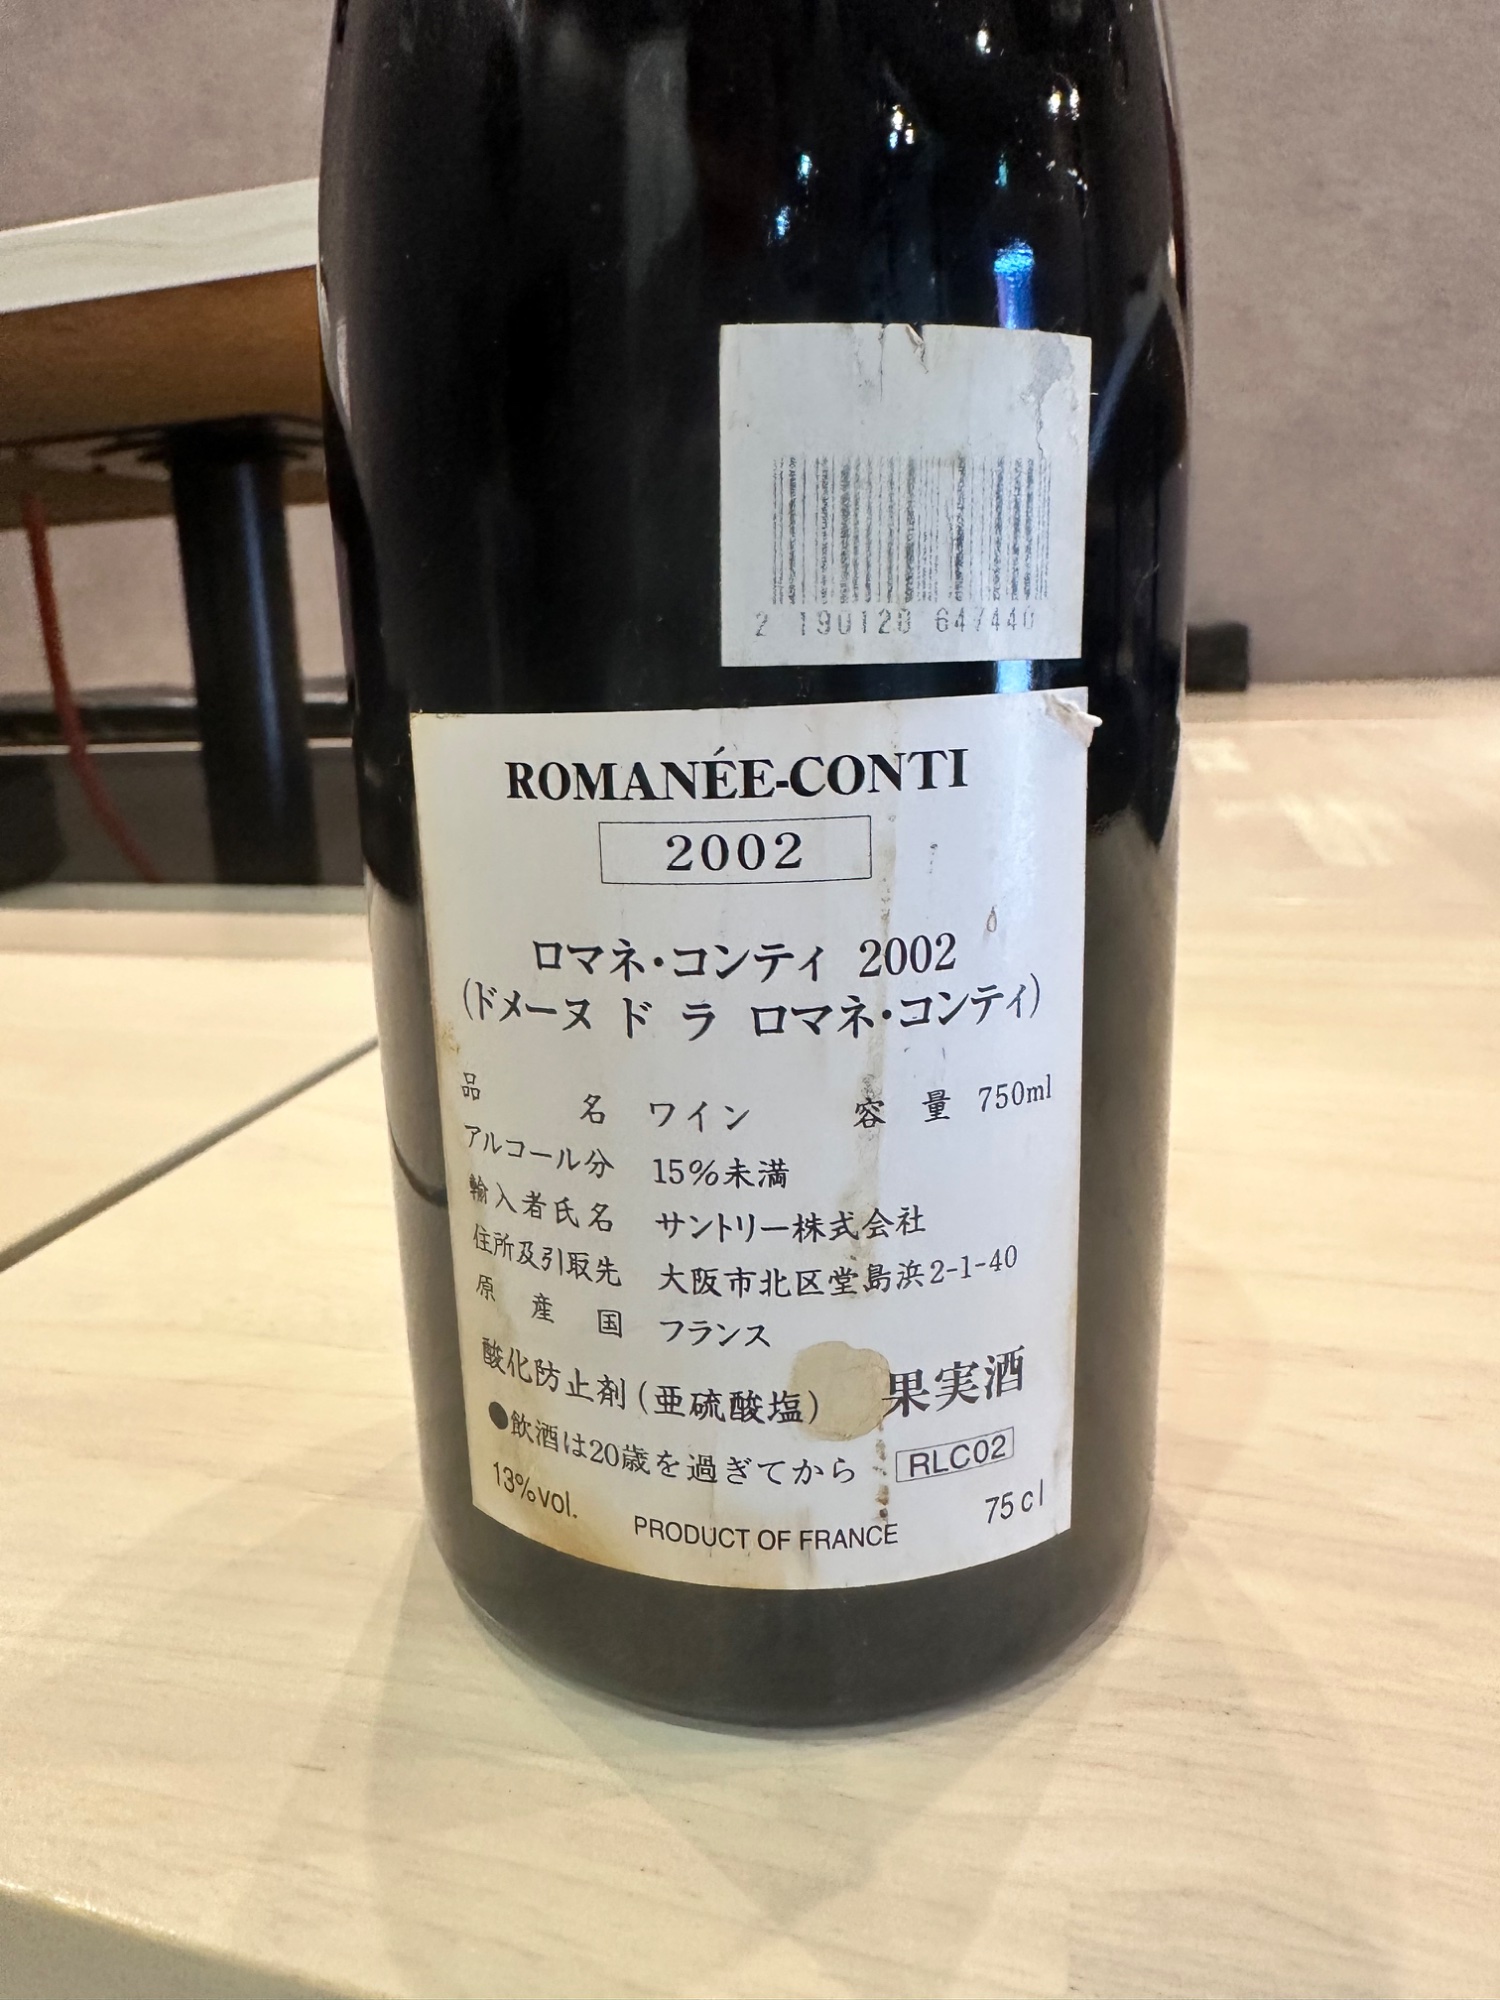 2 190120 647440
ROMANÉE-CONTI
2002
ロマネ・コンティ 2002
(ドメーヌ ド ラ ロマネ・コンティ)
品名 ワイン 容量 750ml
アルコール分 15%未満
輸入者氏名 サントリー株式会社
住所及引取先 大阪市北区堂島浜2-1-40
原産国 フランス
酸化防止剤(亜硫酸塩) 果実酒
●飲酒は20歳を過ぎてから RLC02
13%vol. PRODUCT OF FRANCE 75cl